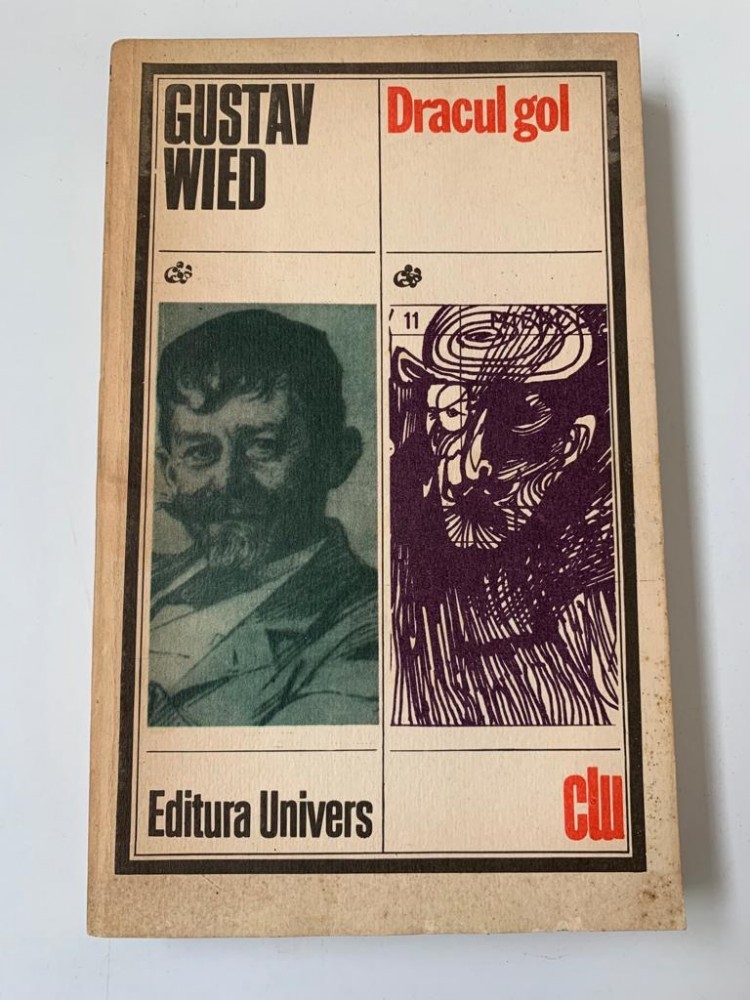 GUSTAV
WIED
Dracul gol
11
Editura Univers
clu